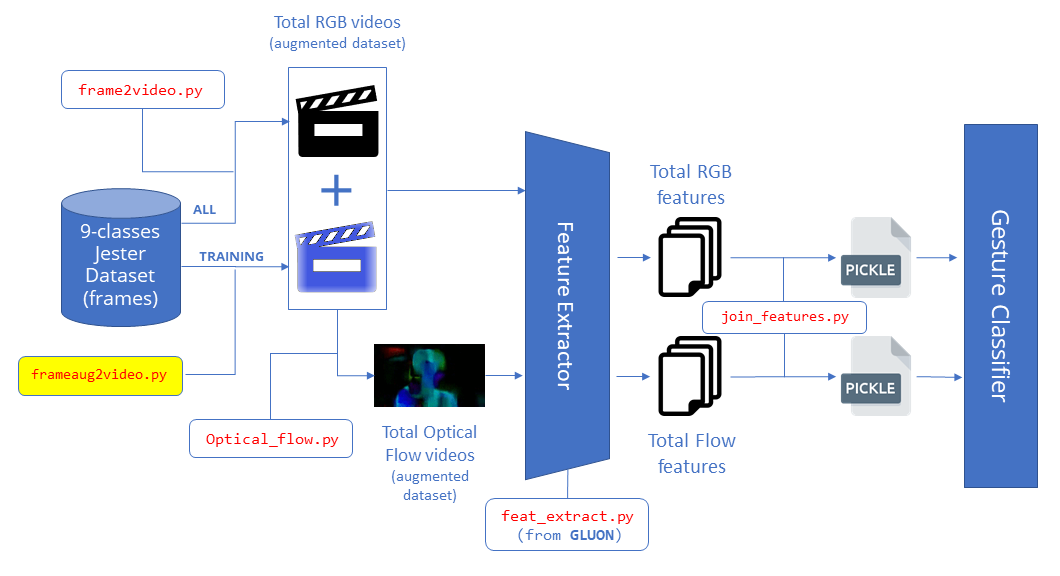 Total RGB videos
(augmented dataset)
frame2video.py
ALL
TRAINING
9-classes
Jester
Dataset
(frames)
frameaug2video.py
Optical_flow.py
Total Optical
Flow videos
(augmented
dataset)
Feature Extractor
feat_extract.py
(from GLUON)
Total RGB
features
PICKLE
join_features.py
PICKLE
Total Flow
features
Gesture Classifier